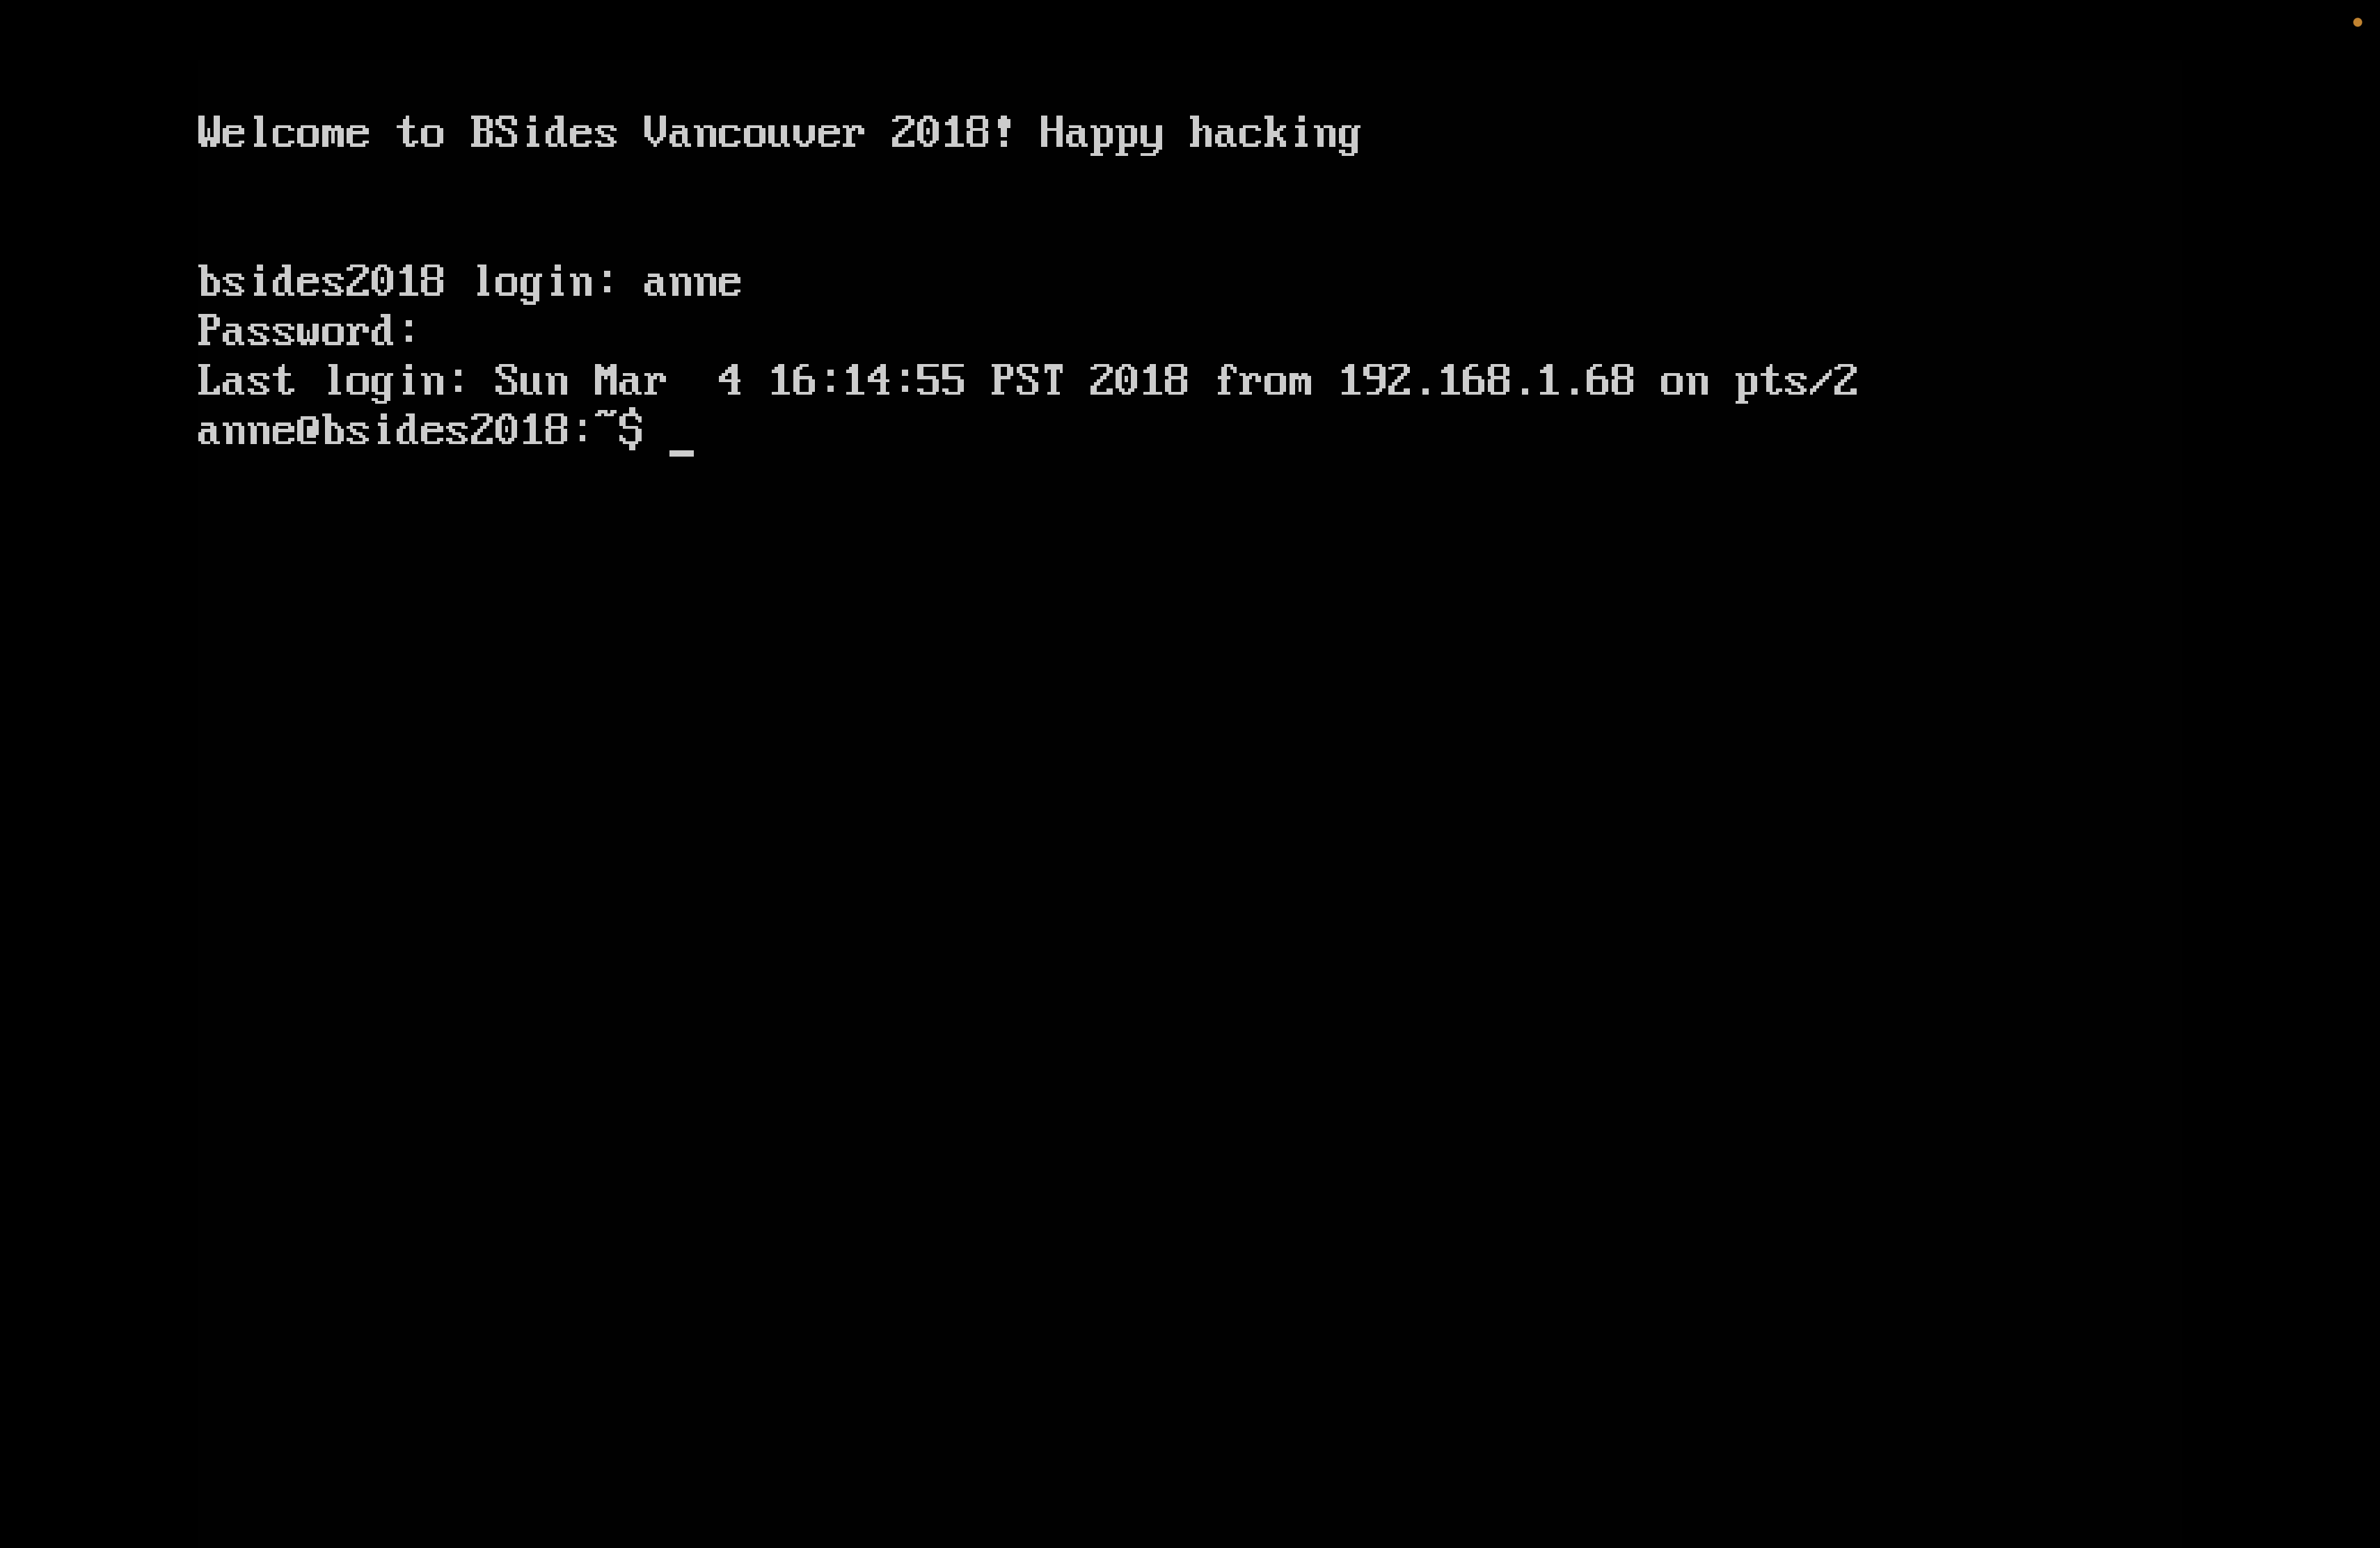 Welcome to BSides Vancouver 2018! Happy hacking
bsides2018 login: anne
Password:
Last login: Sun Mar  4 16:14:55 PST 2018 from 192.168.1.68 on pts/2
anne@bsides2018:~$ _